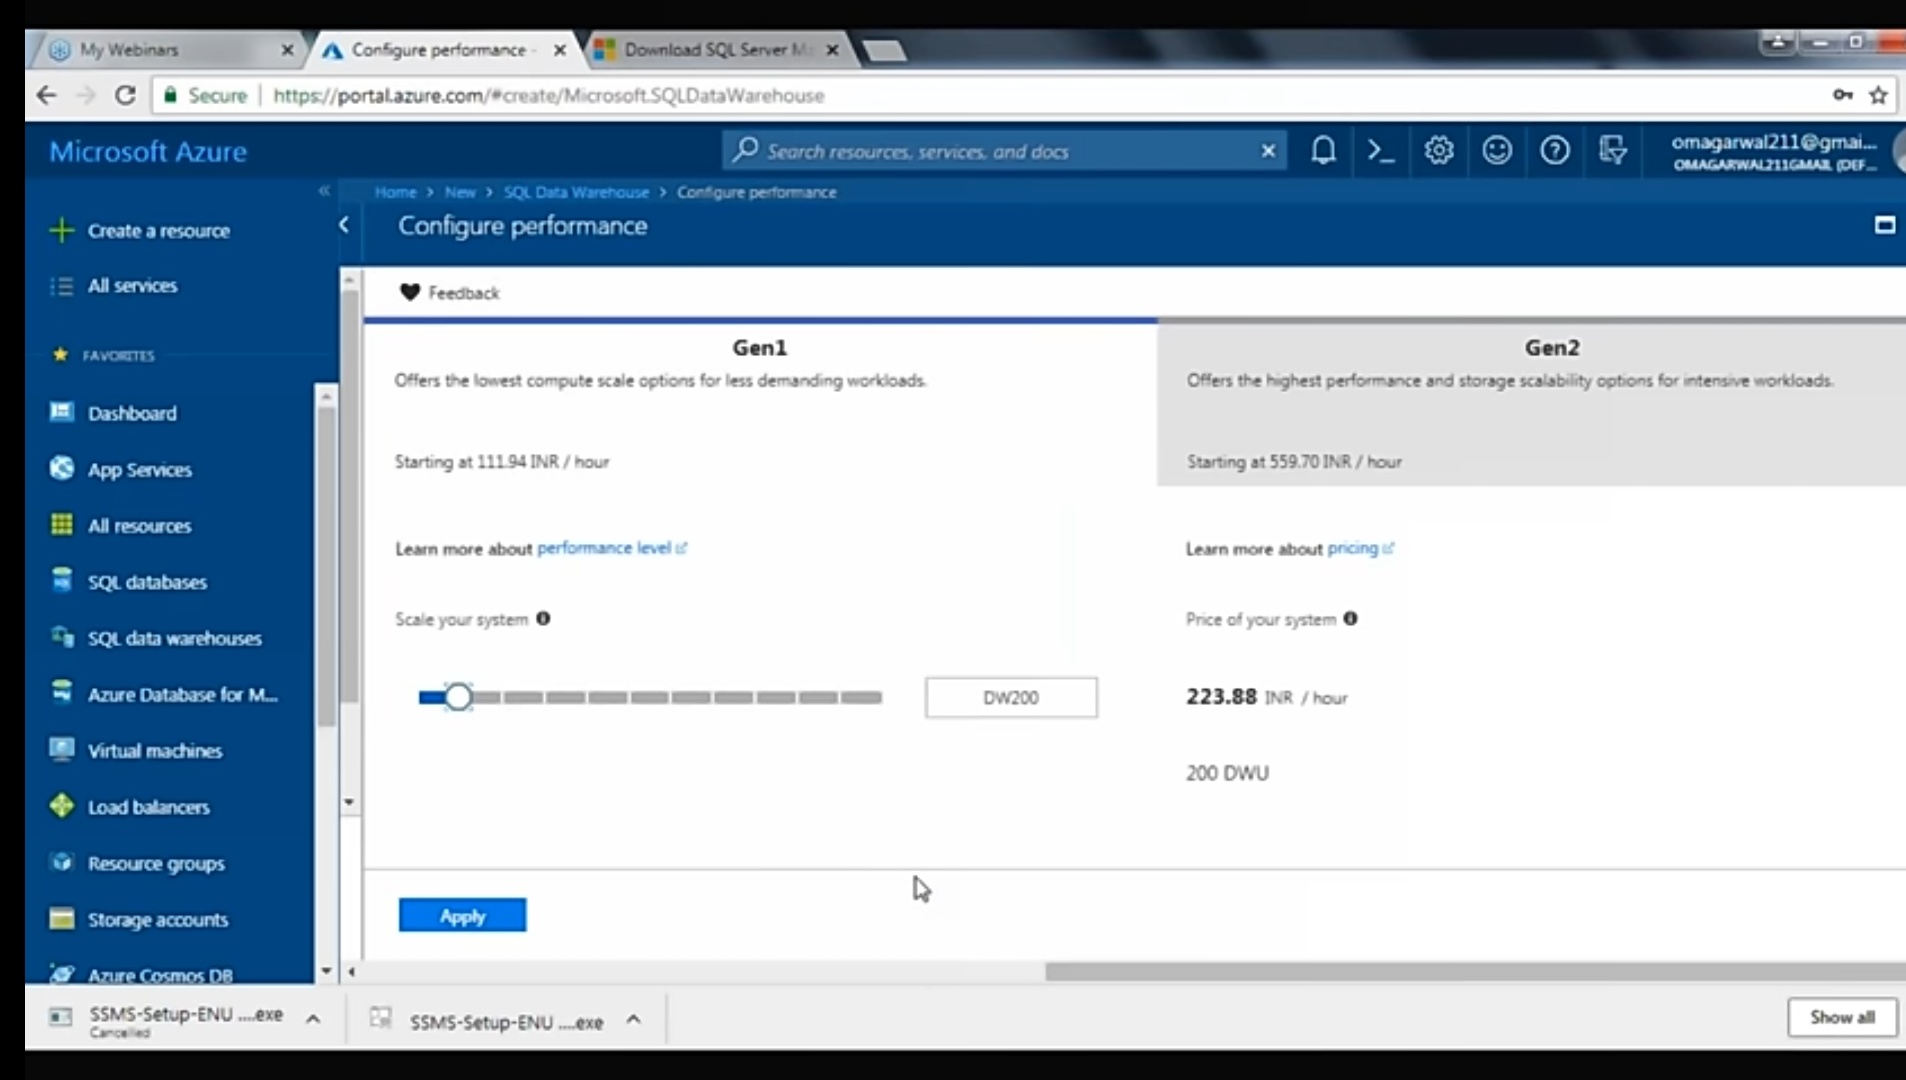 My Webinars
Configure performance -
Download SQL Server M
Secure
https://portal.azure.com/#create/Microsoft.SQLDataWarehouse
Microsoft Azure
Search resources, services, and docs
omagarwal211@gmai...
OMAGARWAL211GMAIL (DEF...
Home > New > SQL Data Warehouse > Configure performance
Configure performance
Create a resource
All services
FAVORITES
Dashboard
App Services
All resources
SQL databases
SQL data warehouses
Azure Database for M...
Virtual machines
Load balancers
Resource groups
Storage accounts
Azure Cosmos DB
Feedback
Gen1
Offers the lowest compute scale options for less demanding workloads.
Starting at 111.94 INR / hour
Gen2
Offers the highest performance and storage scalability options for intensive workloads.
Starting at 559.70 INR / hour
Learn more about performance level
Learn more about pricing
Scale your system
Price of your system
DW200
223.88 INR / hour
200 DWU
Apply
SSMS-Setup-ENU ....exe
Cancelled
SSMS-Setup-ENU ....exe
Show all